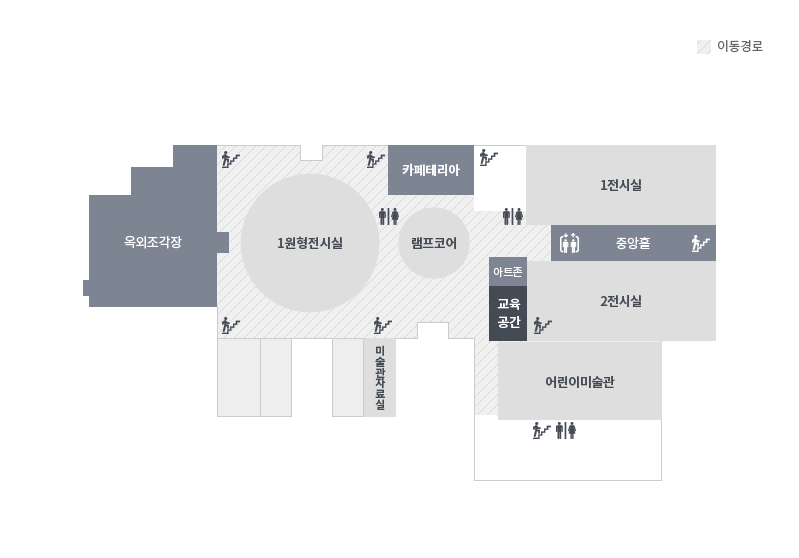 이동경로
카페테리아
1전시실
옥외조각장
1원형전시실
램프코어
중앙홀
아트존
교육
공간
2전시실
미술관자료실
어린이미술관